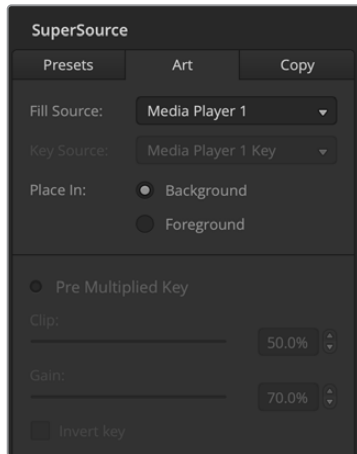 SuperSource
Presets Art Copy
Fill Source: Media Player 1
Key Source: Media Player 1 Key
Place In: Background
Foreground
Pre Multiplied Key
Clip:
50.0%
Gain:
70.0%
Invert key